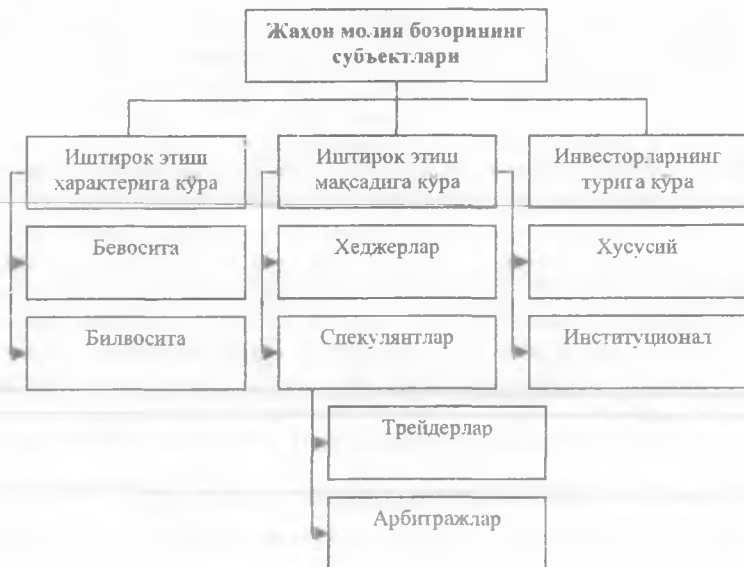 Жаҳон молия бозорининг
субъектлари
Иштирок этиш
характерига кўра
Иштирок этиш
мақсадига кўра
Инвесторларнинг
турига кўра
Бевосита
Хеджерлар
Хусусий
Билвосита
Спекулянтлар
Институционал
Трейдерлар
Арбитражлар